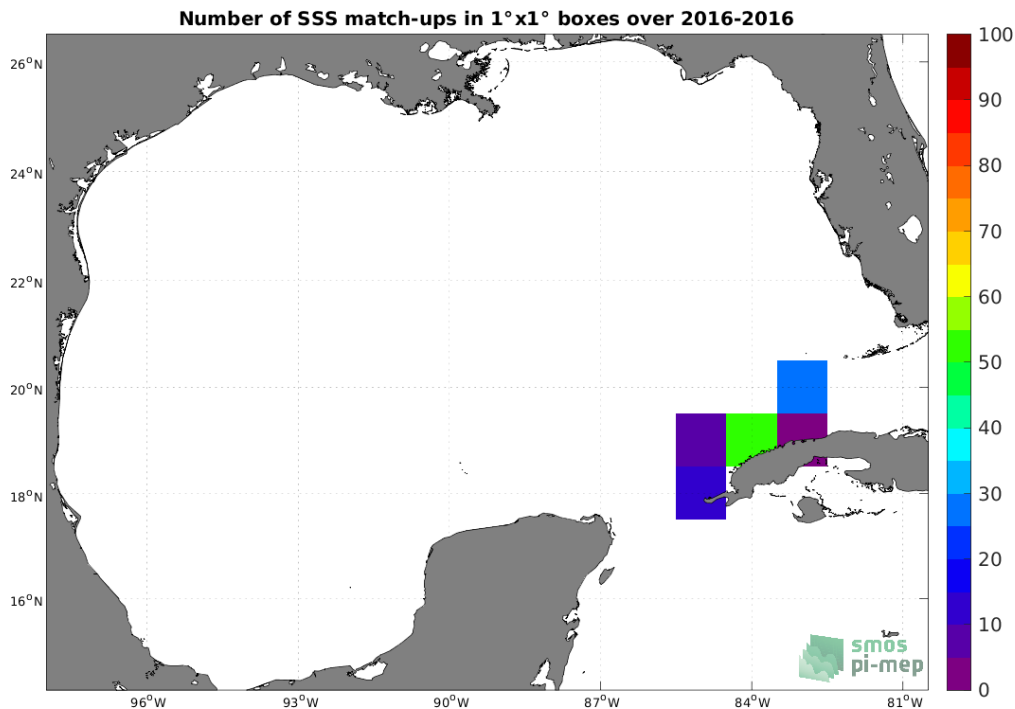 Number of SSS match-ups in 1°x1° boxes over 2016-2016
26°N
24°N
22°N
20°N
18°N
16°N
96°W
93°W
90°W
87°W
84°W
81°W
100
90
80
70
60
50
40
30
20
10
0
smos
pi-mep